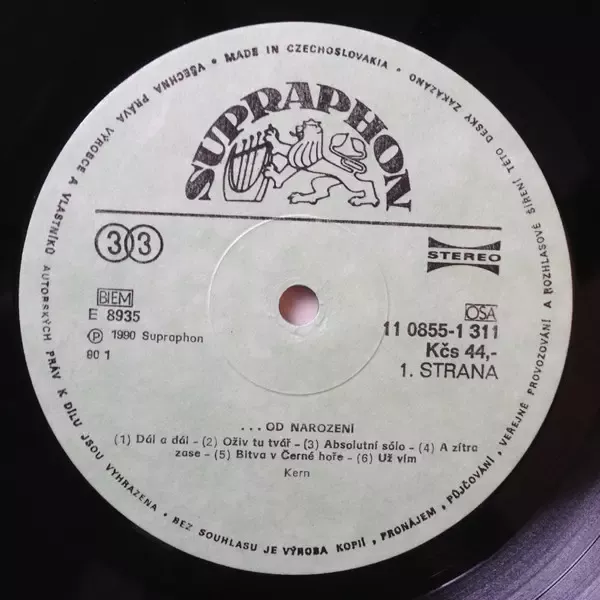 VŠECHNA PRÁVA VÝROBCE A VLASTNÍKŮ AUTORSKÝCH PRÁV K DÍLU JSOU VYHRAZENA • BEZ SOUHLASU JE VÝROBA KOPIÍ, PRONÁJEM, PŮJČOVÁNÍ, VEŘEJNÉ PROVOZOVÁNÍ A ROZHLASOVÉ ŠÍŘENÍ TÉTO DESKY ZAKÁZÁNO • MADE IN CZECHOSLOVAKIA •
SUPRAPHON
33
STEREO
BIEM
E 8935
Ⓟ 1990 Supraphon
90 1
OSA
11 0855-1 311
Kčs 44,-
1. STRANA
...OD NAROZENÍ
(1) Dál a dál – (2) Oživ tu tvář – (3) Absolutní sólo – (4) A zítra
zase – (5) Bitva v Černé hoře – (6) Už vím
Kern